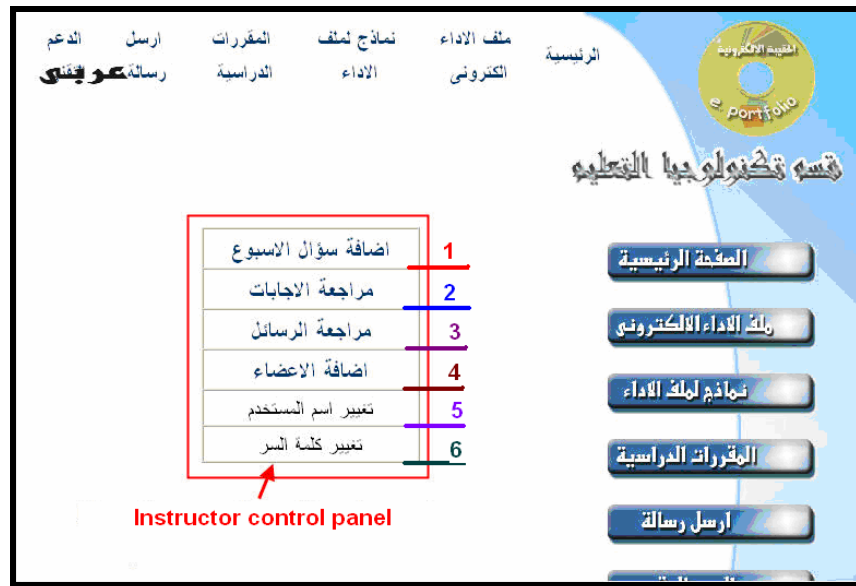 الرئيسية
ملف الاداء الكترونى
نماذج لملف الاداء
المقررات الدراسية
ارسل رسالة
الدعم
عربى
الحقيبة الالكترونية
e. portfolio
قسم تكنولوجيا التعليم
اضافة سؤال الاسبوع 1
مراجعة الاجابات 2
مراجعة الرسائل 3
اضافة الاعضاء 4
تغيير اسم المستخدم 5
تغيير كلمة السر 6
Instructor control panel
الصفحة الرئيسية
ملف الاداء الالكترونى
نماذج لملف الاداء
المقررات الدراسية
ارسل رسالة